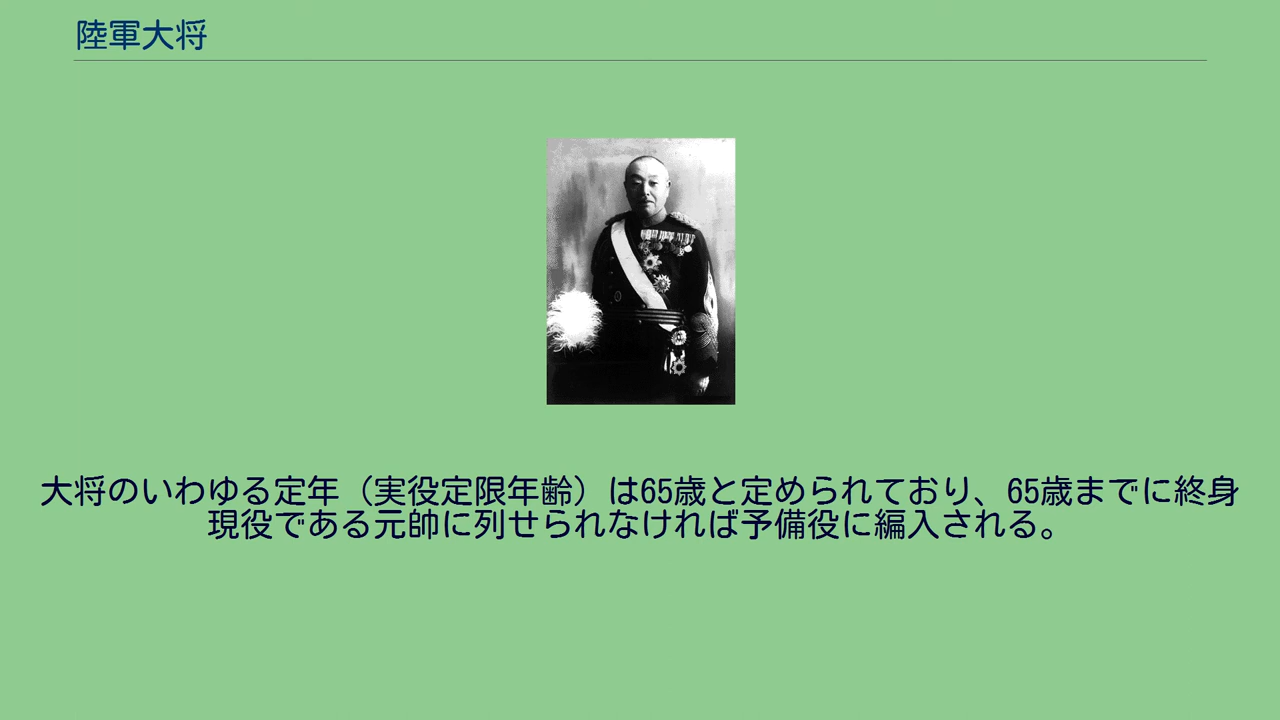 陸軍大将
大将のいわゆる定年（実役定限年齢）は65歳と定められており、65歳までに終身
現役である元帥に列せられなければ予備役に編入される。